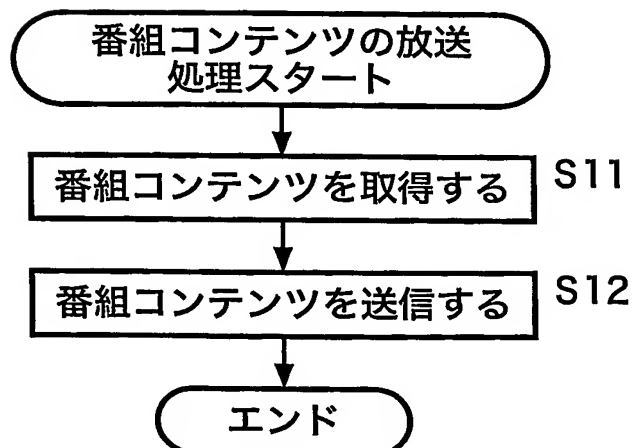 番組コンテンツの放送
処理スタート
番組コンテンツを取得する S11
番組コンテンツを送信する S12
エンド